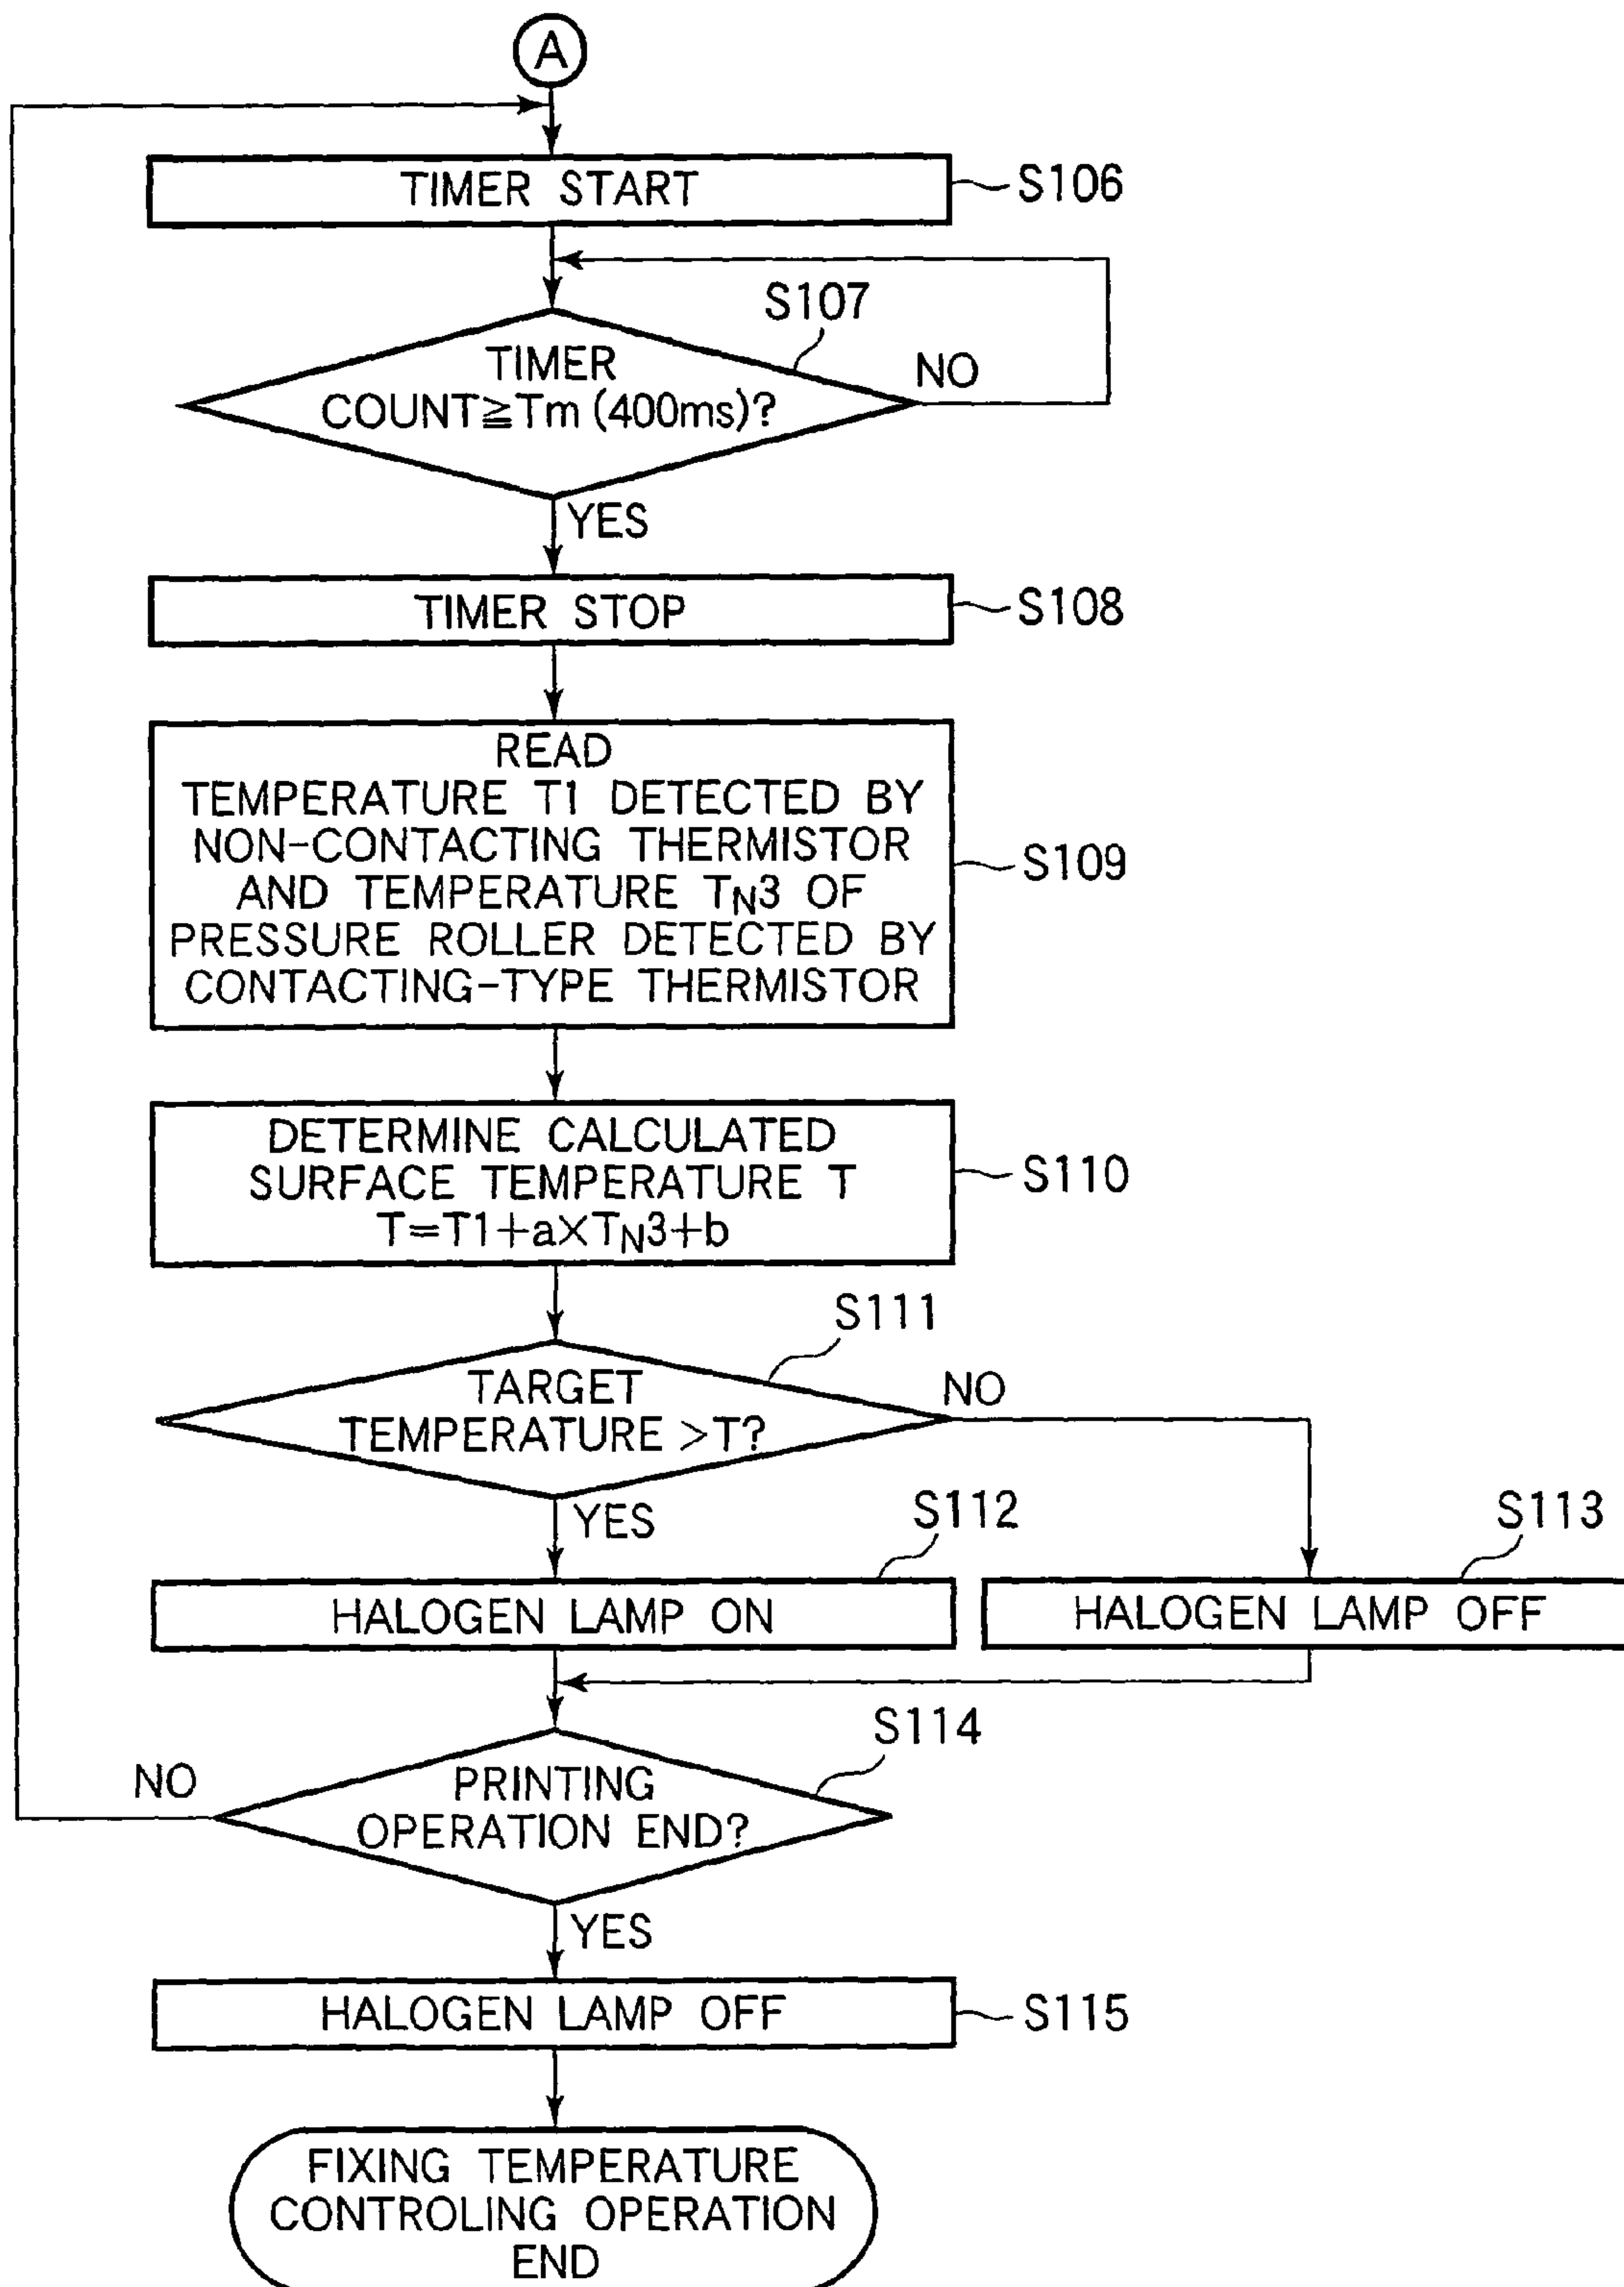 A
TIMER START
S106
S107
TIMER
COUNT≧Tm (400ms)?
NO
YES
TIMER STOP
S108
READ
TEMPERATURE T1 DETECTED BY
NON-CONTACTING THERMISTOR
AND TEMPERATURE TN3 OF
PRESSURE ROLLER DETECTED BY
CONTACTING-TYPE THERMISTOR
S109
DETERMINE CALCULATED
SURFACE TEMPERATURE T
T=T1+a×TN3+b
S110
S111
TARGET
TEMPERATURE >T?
NO
YES
S112
S113
HALOGEN LAMP ON
HALOGEN LAMP OFF
S114
NO
PRINTING
OPERATION END?
YES
HALOGEN LAMP OFF
S115
FIXING TEMPERATURE
CONTROLING OPERATION
END